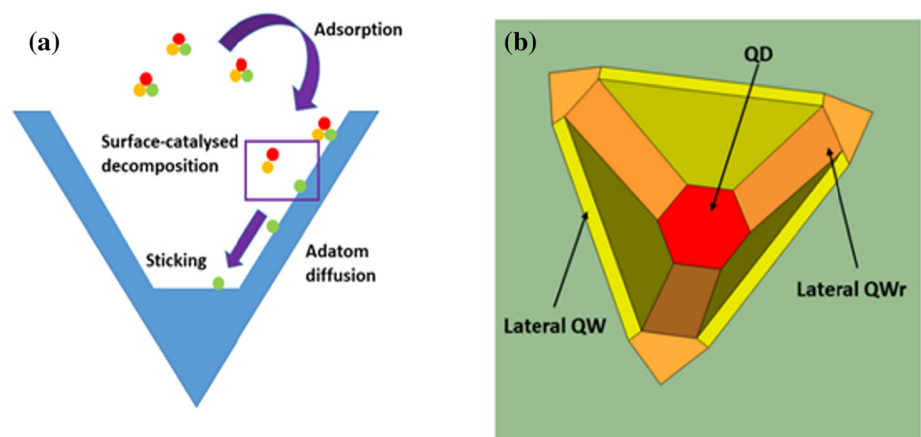 (a)
Adsorption
Surface-catalysed
decomposition
Sticking
Adatom
diffusion
(b)
QD
Lateral QW
Lateral QWr